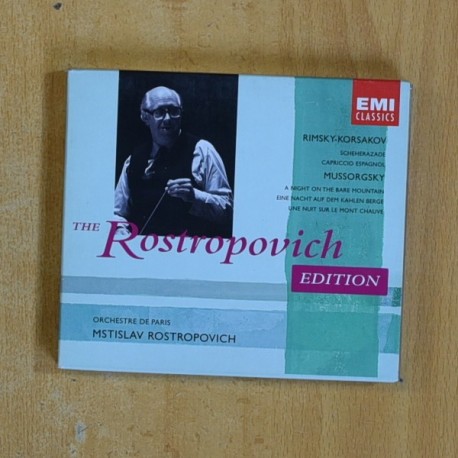 EMI
CLASSICS
RIMSKY-KORSAKOV
SCHEHERAZADE
CAPRICCIO ESPAGNOL
MUSSORGSKY
A NIGHT ON THE BARE MOUNTAIN
EINE NACHT AUF DEM KAHLEN BERGE
UNE NUIT SUR LE MONT CHAUVE
THE Rostropovich
EDITION
ORCHESTRE DE PARIS
MSTISLAV ROSTROPOVICH